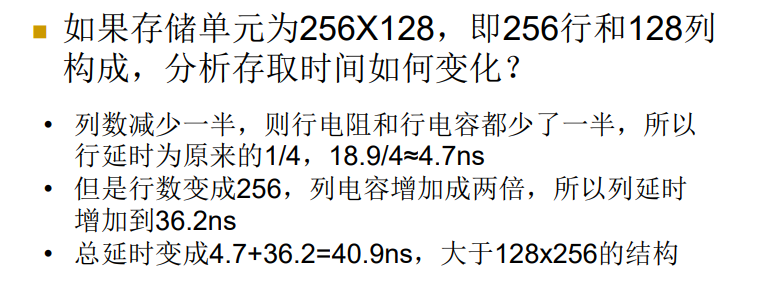 如果存储单元为256X128，即256行和128列
构成，分析存取时间如何变化？
• 列数减少一半，则行电阻和行电容都少了一半，所以
行延时为原来的1/4，18.9/4≈4.7ns
• 但是行数变成256，列电容增加成两倍，所以列延时
增加到36.2ns
• 总延时变成4.7+36.2=40.9ns，大于128x256的结构